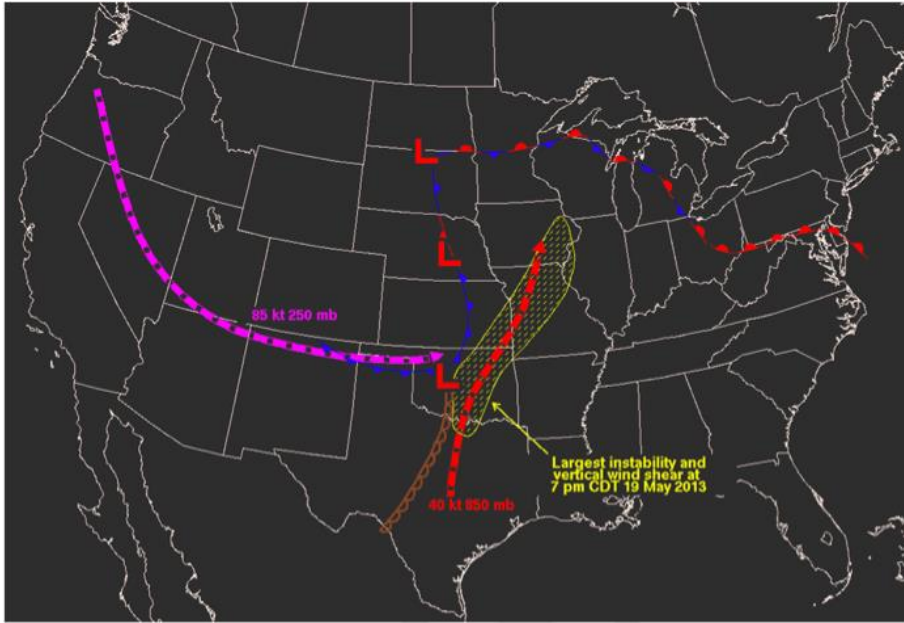 L
L
85 kt 250 mb
L
Largest instability and
vertical wind shear at
7 pm CDT 19 May 2013
40 kt 850 mb